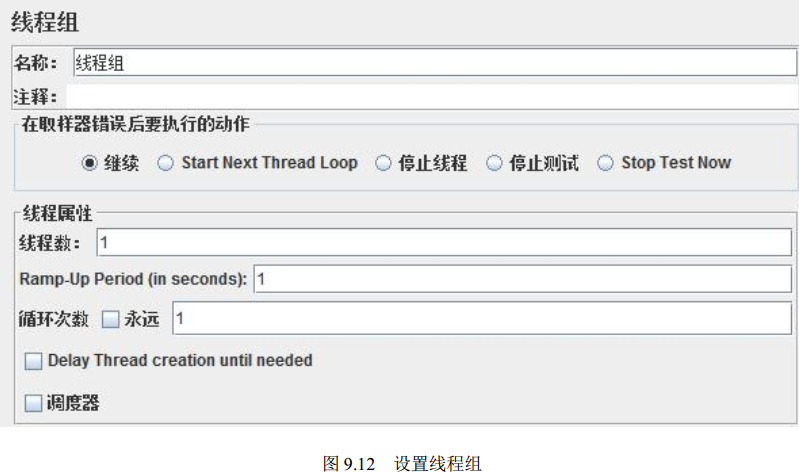 线程组
名称： 线程组
注释：
在取样器错误后要执行的动作
继续 Start Next Thread Loop 停止线程 停止测试 Stop Test Now
线程属性
线程数： 1
Ramp-Up Period (in seconds): 1
循环次数 永远 1
Delay Thread creation until needed
调度器
图 9.12 设置线程组